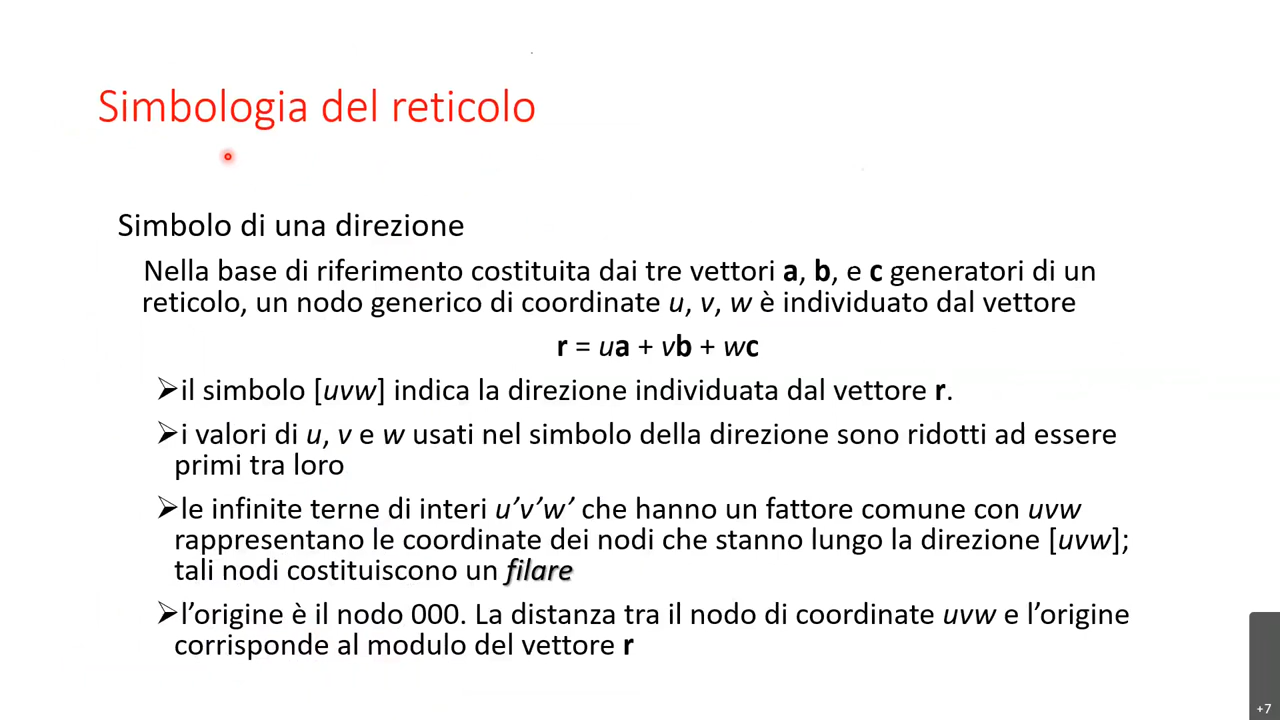 Simbologia del reticolo
Simbolo di una direzione
Nella base di riferimento costituita dai tre vettori a, b, e c generatori di un
reticolo, un nodo generico di coordinate u, v, w è individuato dal vettore
r = ua + vb + wc
➢il simbolo [uvw] indica la direzione individuata dal vettore r.
➢i valori di u, v e w usati nel simbolo della direzione sono ridotti ad essere
primi tra loro
➢le infinite terne di interi u’v’w’ che hanno un fattore comune con uvw
rappresentano le coordinate dei nodi che stanno lungo la direzione [uvw];
tali nodi costituiscono un filare
➢l’origine è il nodo 000. La distanza tra il nodo di coordinate uvw e l’origine
corrisponde al modulo del vettore r
+7